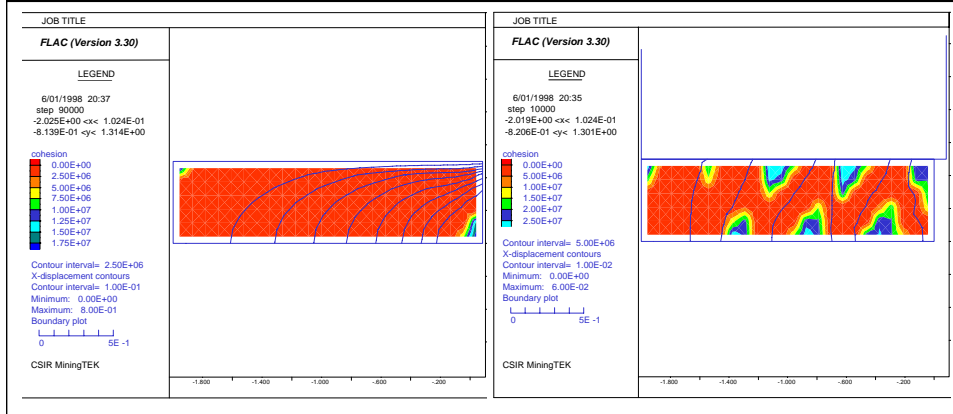 JOB TITLE
FLAC (Version 3.30)
LEGEND
6/01/1998 20:37
step 90000
-2.025E+00 <x< 1.024E-01
-8.139E-01 <y< 1.314E+00
cohesion
0.00E+00
2.50E+06
5.00E+06
7.50E+06
1.00E+07
1.25E+07
1.50E+07
1.75E+07
Contour interval= 2.50E+06
X-displacement contours
Contour interval= 1.00E-01
Minimum: 0.00E+00
Maximum: 8.00E-01
Boundary plot
0 5E -1
CSIR MiningTEK
-1.800 -1.400 -1.000 -.600 -.200
JOB TITLE
FLAC (Version 3.30)
LEGEND
6/01/1998 20:35
step 10000
-2.019E+00 <x< 1.024E-01
-8.206E-01 <y< 1.301E+00
cohesion
0.00E+00
5.00E+06
1.00E+07
1.50E+07
2.00E+07
2.50E+07
Contour interval= 5.00E+06
X-displacement contours
Contour interval= 1.00E-02
Minimum: 0.00E+00
Maximum: 6.00E-02
Boundary plot
0 5E -1
CSIR MiningTEK
-1.800 -1.400 -1.000 -.600 -.200